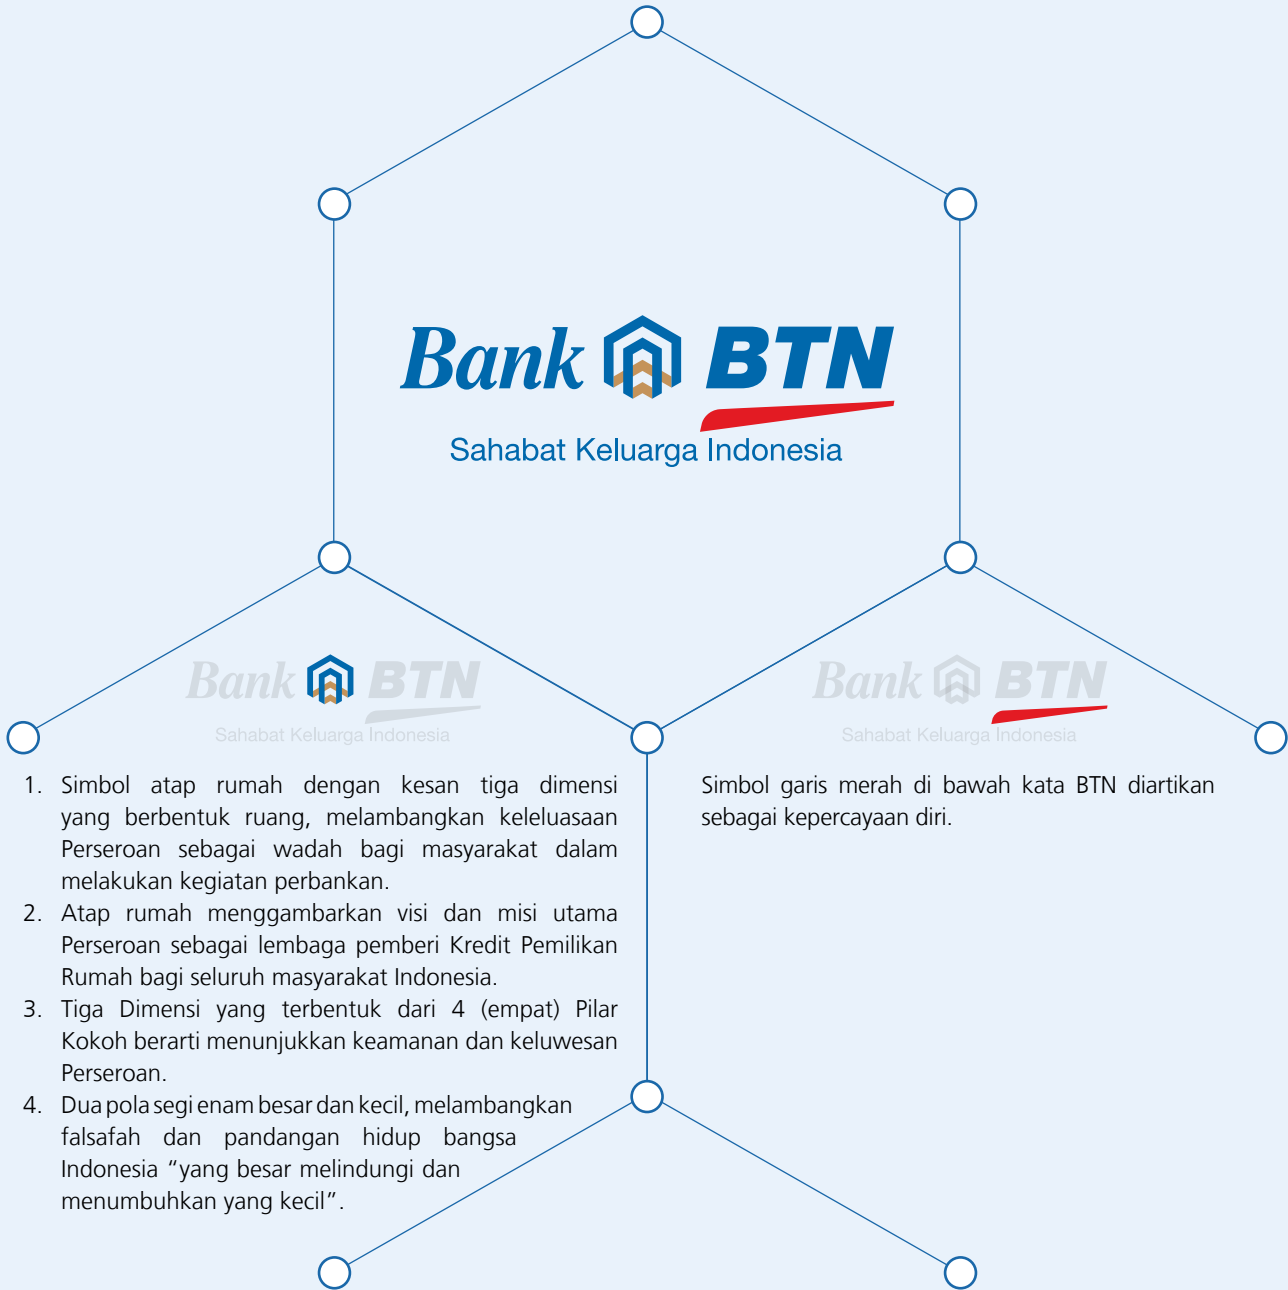 Bank BTN
Sahabat Keluarga Indonesia
Bank BTN
Sahabat Keluarga Indonesia
1. Simbol atap rumah dengan kesan tiga dimensi
yang berbentuk ruang, melambangkan keleluasaan
Perseroan sebagai wadah bagi masyarakat dalam
melakukan kegiatan perbankan.
2. Atap rumah menggambarkan visi dan misi utama
Perseroan sebagai lembaga pemberi Kredit Pemilikan
Rumah bagi seluruh masyarakat Indonesia.
3. Tiga Dimensi yang terbentuk dari 4 (empat) Pilar
Kokoh berarti menunjukkan keamanan dan keluwesan
Perseroan.
4. Dua pola segi enam besar dan kecil, melambangkan
falsafah dan pandangan hidup bangsa
Indonesia “yang besar melindungi dan
menumbuhkan yang kecil”.
Bank BTN
Sahabat Keluarga Indonesia
Simbol garis merah di bawah kata BTN diartikan
sebagai kepercayaan diri.